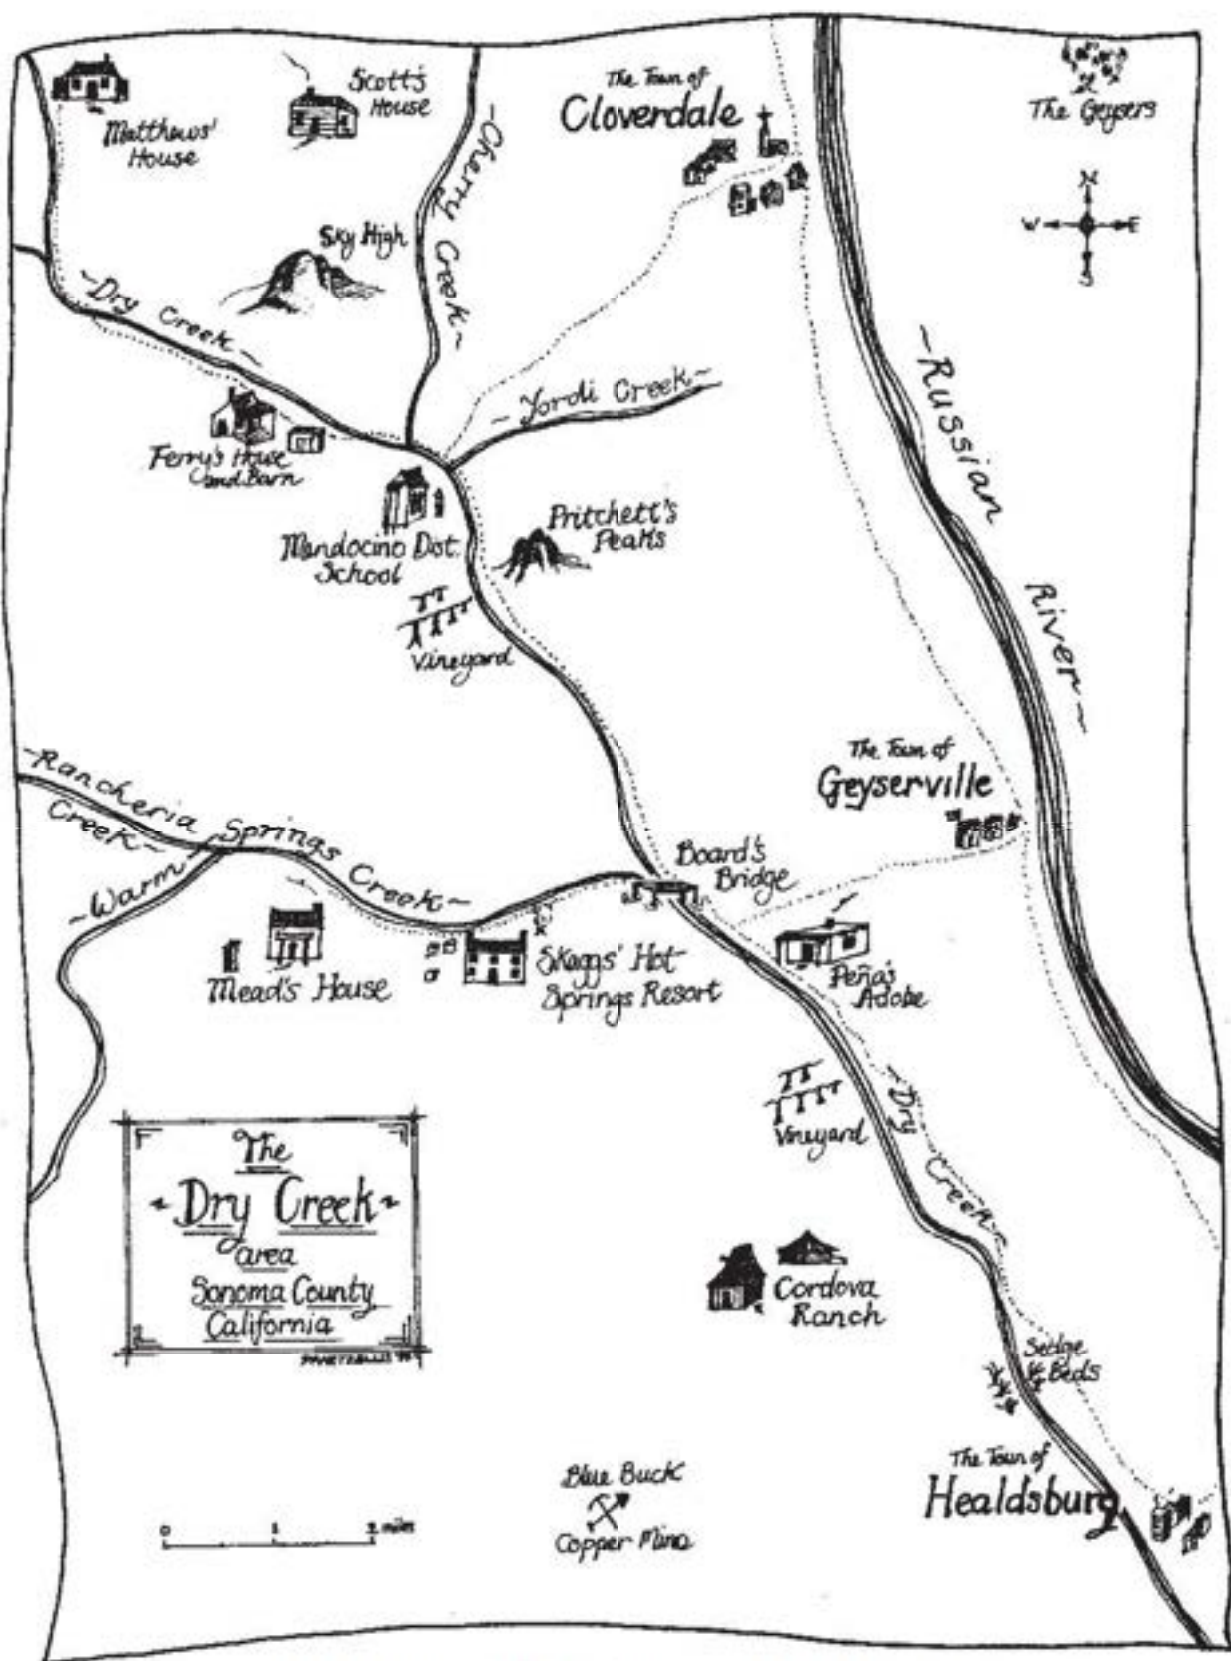 Matthews'
House
Scott's
House
~Cherry Creek~
The Town of
Cloverdale
The Geysers
N
W
E
S
Sky High
~Dry Creek~
~Yordi Creek~
~Russian River~
Ferry's House
and Barn
Mendocino Dist.
School
Pritchett's
Peaks
Vineyard
The Town of
Geyserville
~Rancheria
Creek~
~Warm Springs Creek~
Board's
Bridge
Mead's House
Skaggs' Hot
Springs Resort
Peña's
Adobe
Vineyard
~Dry Creek~
The
~Dry Creek~
area
Sonoma County
California
Cordova
Ranch
Sedge
Beds
The Town of
Healdsburg
Blue Buck
Copper Mine
0 1 2 miles